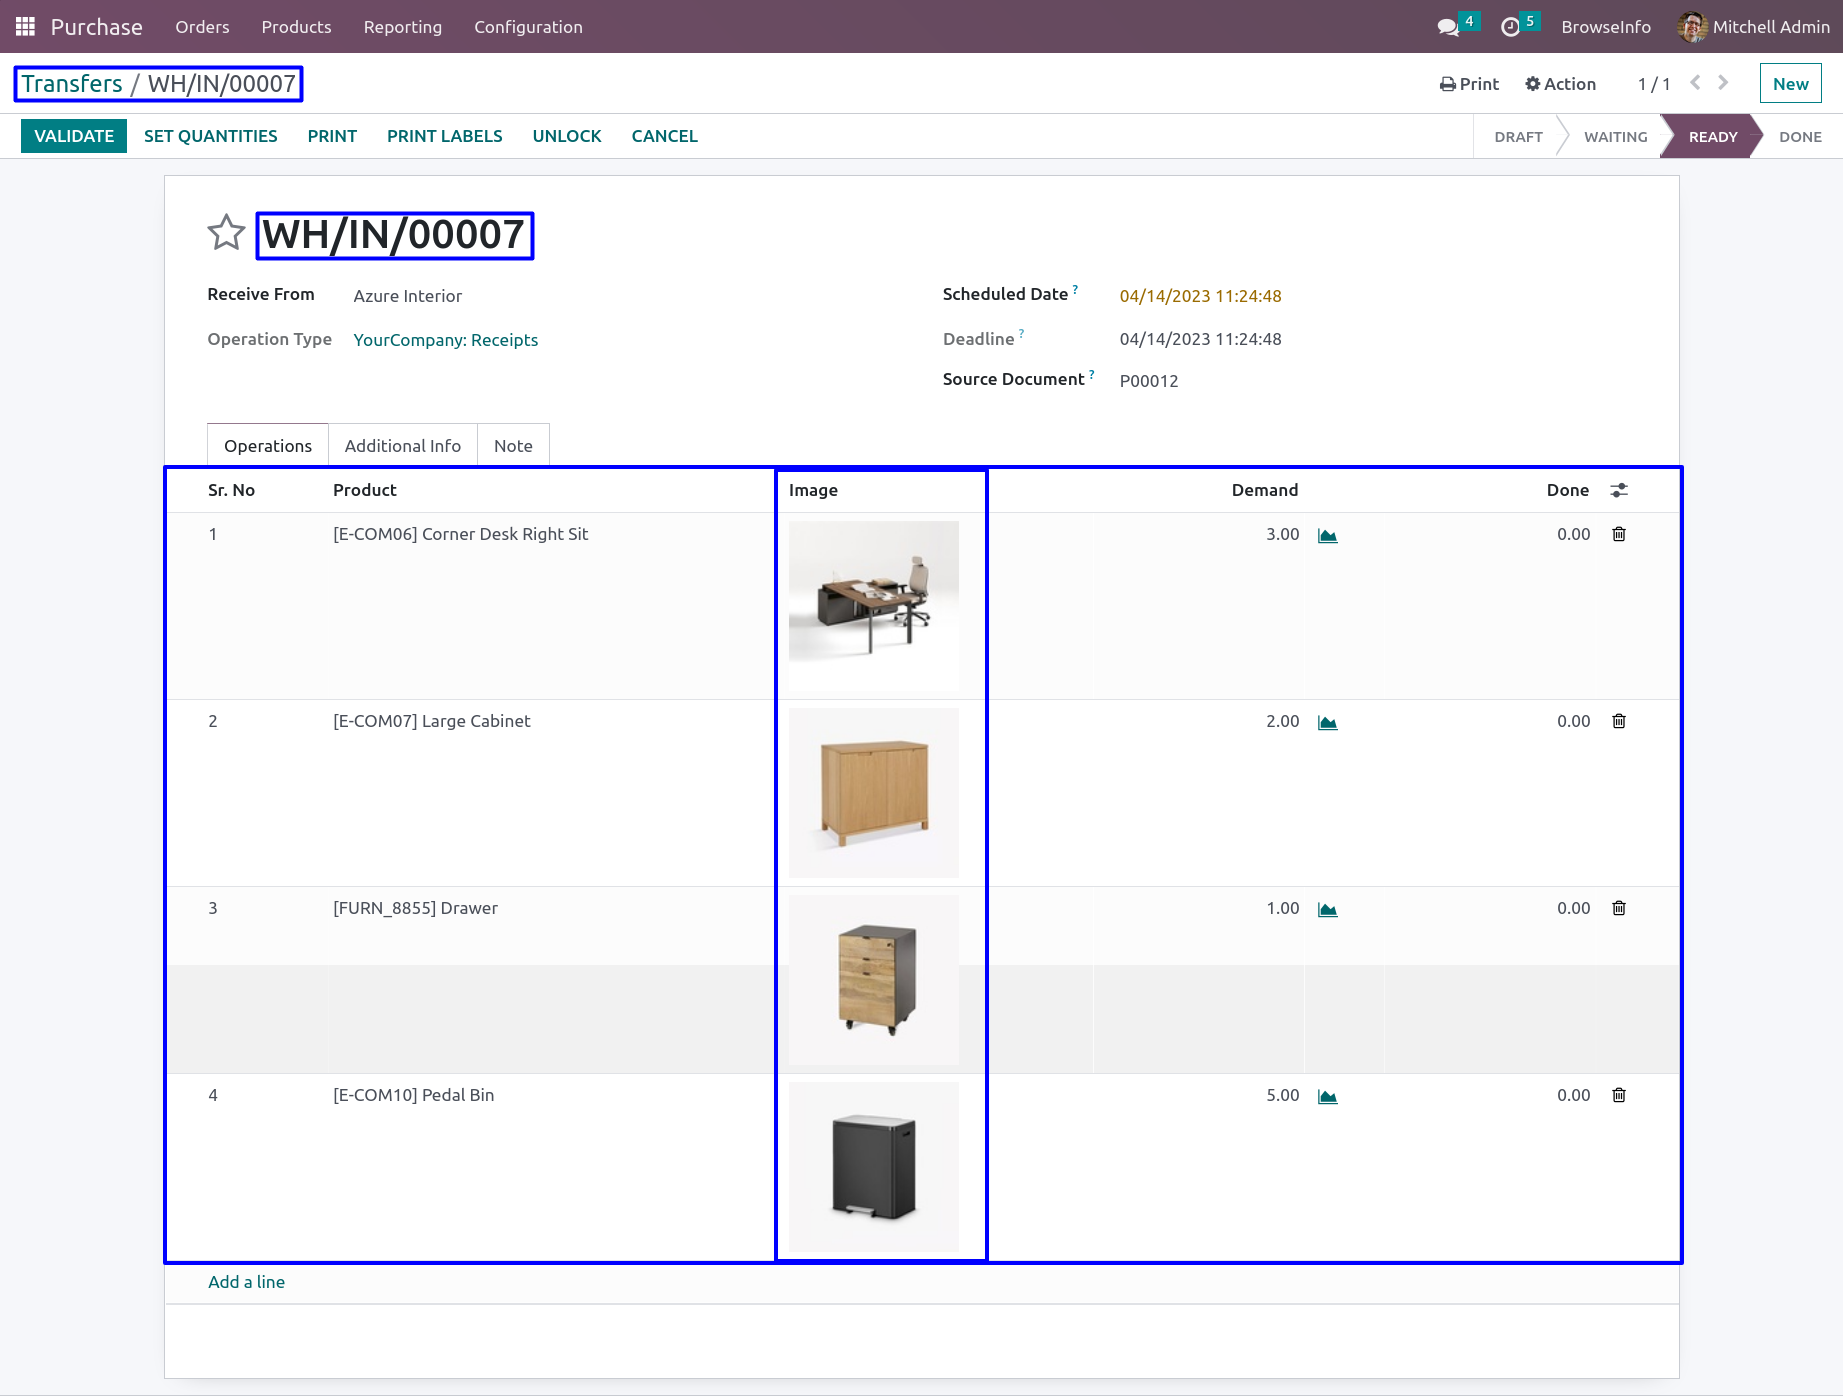 Purchase Orders Products Reporting Configuration 4 5 BrowseInfo Mitchell Admin
Transfers / WH/IN/00007 Print Action 1 / 1 New
VALIDATE SET QUANTITIES PRINT PRINT LABELS UNLOCK CANCEL DRAFT WAITING READY DONE
WH/IN/00007
Receive From Azure Interior Scheduled Date ? 04/14/2023 11:24:48
Operation Type YourCompany: Receipts Deadline ? 04/14/2023 11:24:48
Source Document ? P00012
Operations Additional Info Note
Sr. No Product Image Demand Done
1 [E-COM06] Corner Desk Right Sit 3.00 0.00
2 [E-COM07] Large Cabinet 2.00 0.00
3 [FURN_8855] Drawer 1.00 0.00
4 [E-COM10] Pedal Bin 5.00 0.00
Add a line